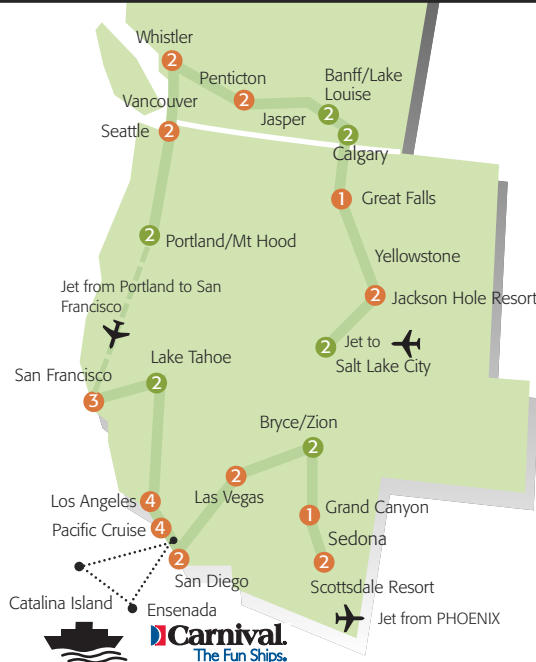 Whistler
2
Penticton
2
Banff/Lake
Louise
2
Vancouver
Jasper
Seattle 2
2
Calgary
1 Great Falls
2 Portland/Mt Hood
Yellowstone
Jet from Portland to San
Francisco
2 Jackson Hole Resort
2 Jet to
Salt Lake City
Lake Tahoe
2
San Francisco
3
Bryce/Zion
2
2
Las Vegas
Los Angeles 4
Grand Canyon
1
Pacific Cruise 4
Sedona
2
2
San Diego
Scottsdale Resort
Catalina Island
Ensenada
Jet from PHOENIX
Carnival.
The Fun Ships.